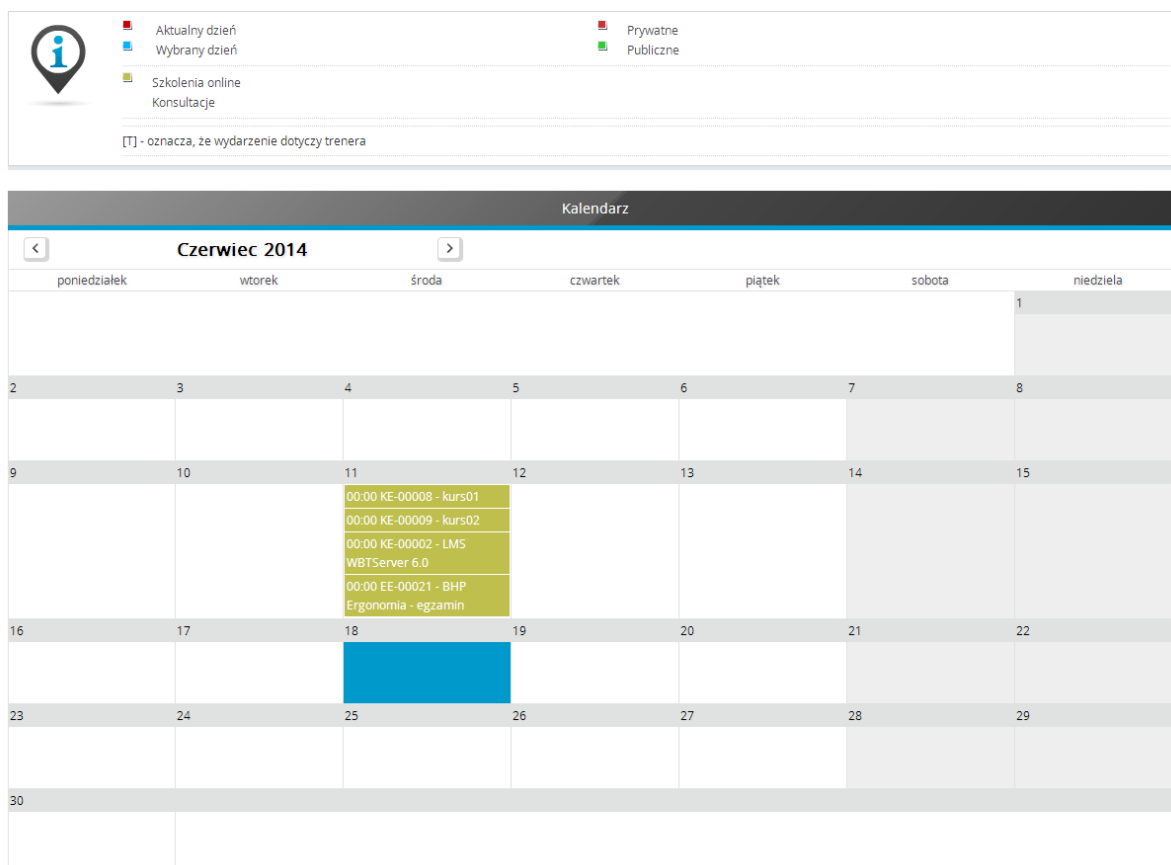 Aktualny dzień
Prywatne
Wybrany dzień
Publiczne
Szkolenia online
Konsultacje
[T] - oznacza, że wydarzenie dotyczy trenera
Kalendarz
< Czerwiec 2014 >
poniedziałek wtorek środa czwartek piątek sobota niedziela
1
2 3 4 5 6 7 8
9 10 11 12 13 14 15
00:00 KE-00008 - kurs01
00:00 KE-00009 - kurs02
00:00 KE-00002 - LMS
WBTServer 6.0
00:00 EE-00021 - BHP
Ergonomia - egzamin
16 17 18 19 20 21 22
23 24 25 26 27 28 29
30